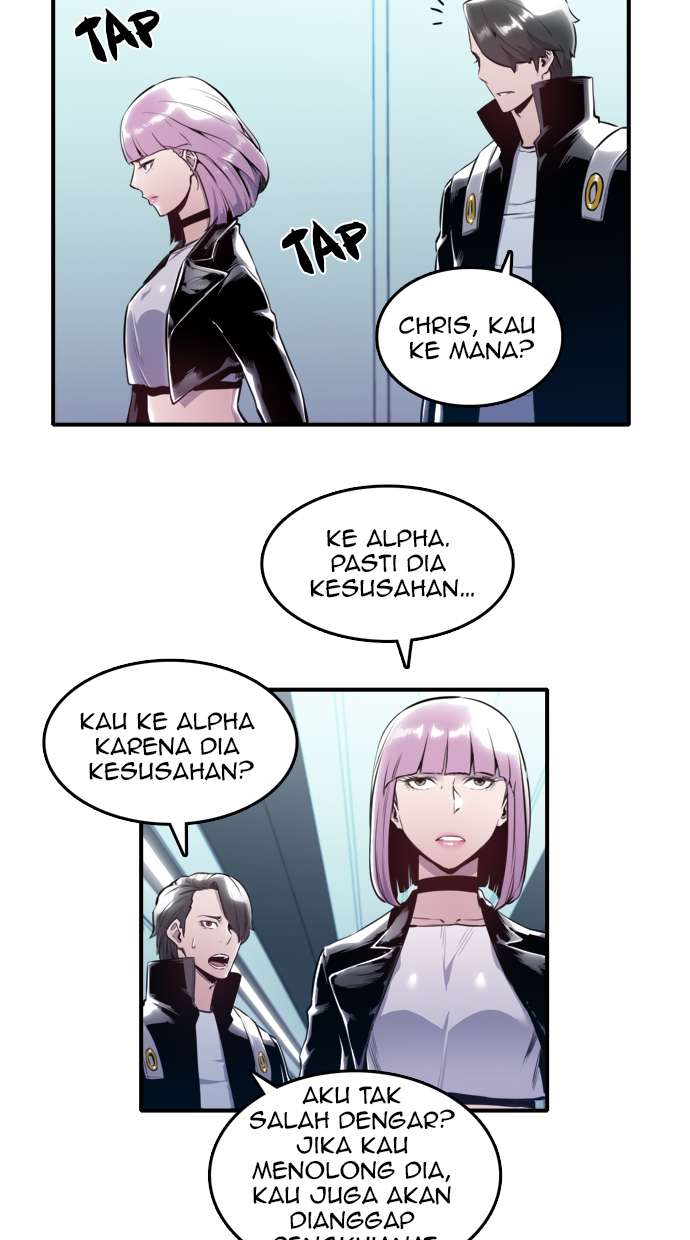 TAP
TAP
CHRIS, KAU
KE MANA?
KE ALPHA.
PASTI DIA
KESUSAHAN...
KAU KE ALPHA
KARENA DIA
KESUSAHAN?
AKU TAK
SALAH DENGAR?
JIKA KAU
MENOLONG DIA,
KAU JUGA AKAN
DIANGGAP